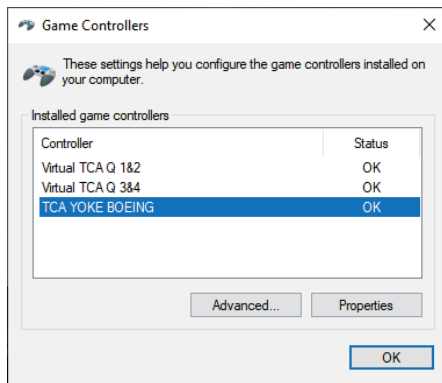 Game Controllers
These settings help you configure the game controllers installed on
your computer.
Installed game controllers
Controller Status
Virtual TCA Q 1&2 OK
Virtual TCA Q 3&4 OK
TCA YOKE BOEING OK
Advanced... Properties
OK